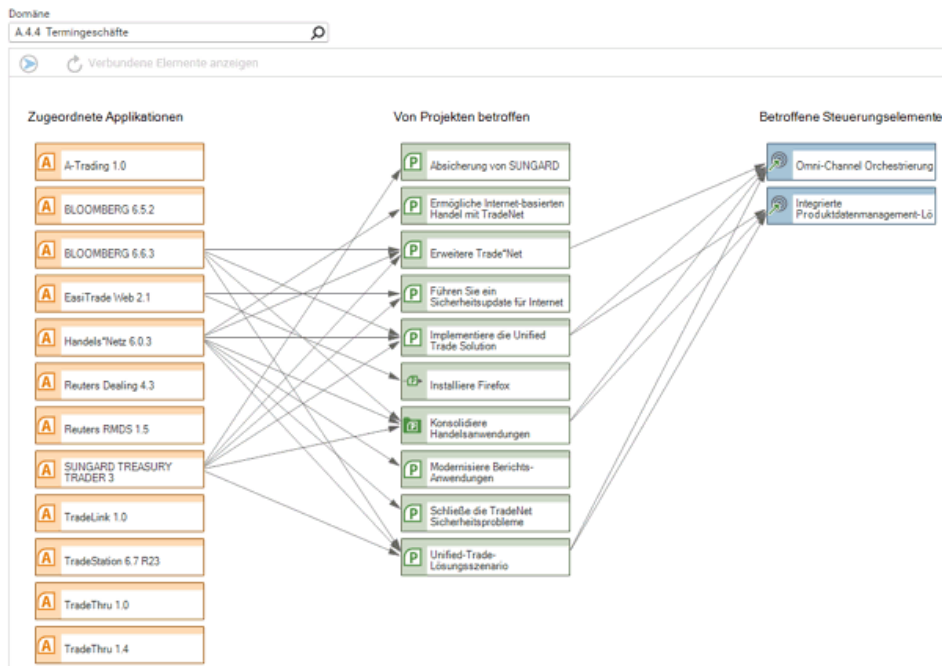 Domäne
A.4.4 Termingeschäfte
Verbundene Elemente anzeigen
Zugeordnete Applikationen
Von Projekten betroffen
Betroffene Steuerungselemente
A A-Trading 1.0
A BLOOMBERG 6.5.2
A BLOOMBERG 6.6.3
A EasiTrade Web 2.1
A Handels*Netz 6.0.3
A Reuters Dealing 4.3
A Reuters RMDS 1.5
A SUNGARD TREASURY
TRADER 3
A TradeLink 1.0
A TradeStation 6.7 R23
A TradeThru 1.0
A TradeThru 1.4
P Absicherung von SUNGARD
P Ermögliche Internet-basierten
Handel mit TradeNet
P Erweitere Trade*Net
P Führen Sie ein
Sicherheitsupdate für Internet
P Implementiere die Unified
Trade Solution
P Installiere Firefox
P Konsolidiere
Handelsanwendungen
P Modernisiere Berichts-
Anwendungen
P Schließe die TradeNet
Sicherheitsprobleme
P Unified-Trade-
Lösungsszenario
Omni-Channel Orchestrierung
Integrierte
Produktdatenmanagement-Lö